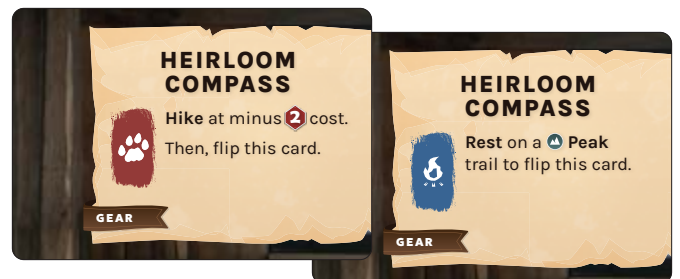 HEIRLOOM
COMPASS
Hike at minus 2 cost.
Then, flip this card.
GEAR
HEIRLOOM
COMPASS
Rest on a Peak
trail to flip this card.
GEAR